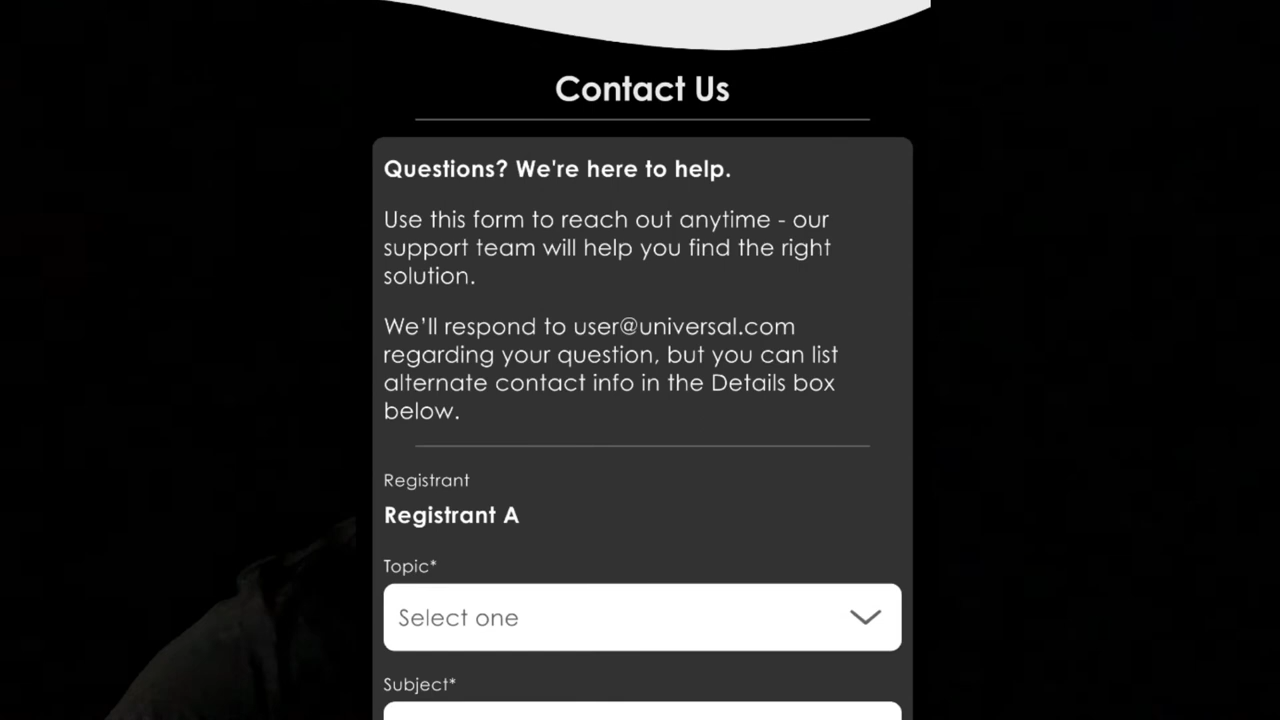 Contact Us
Questions? We're here to help.
Use this form to reach out anytime - our
support team will help you find the right
solution.
We’ll respond to user@universal.com
regarding your question, but you can list
alternate contact info in the Details box
below.
Registrant
Registrant A
Topic*
Select one
Subject*